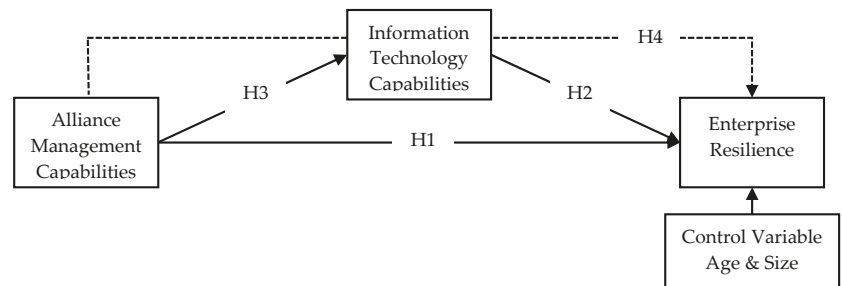 Information
Technology
Capabilities
H4
H3
H2
Alliance
Management
Capabilities
H1
Enterprise
Resilience
Control Variable
Age & Size